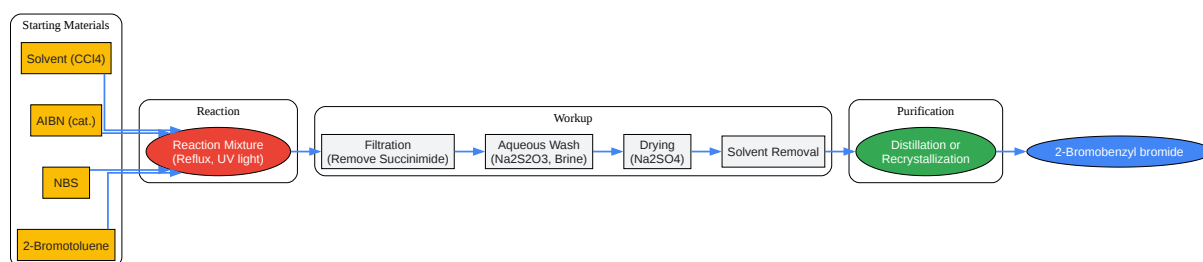 Starting Materials
Solvent (CCl4)
AIBN (cat.)
NBS
2-Bromotoluene
Reaction
Reaction Mixture
(Reflux, UV light)
Workup
Filtration
(Remove Succinimide)
Aqueous Wash
(Na2S2O3, Brine)
Drying
(Na2SO4)
Solvent Removal
Purification
Distillation or
Recrystallization
2-Bromobenzyl bromide